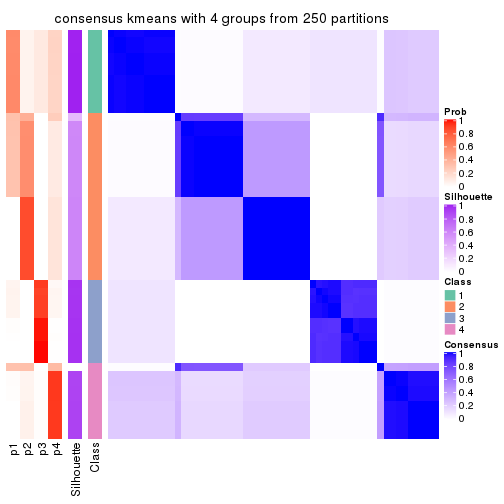 consensus kmeans with 4 groups from 250 partitions
Prob
1
0.8
0.6
0.4
0.2
0
Silhouette
1
0.8
0.6
0.4
0.2
0
Class
1
2
3
4
Consensus
1
0.8
0.6
0.4
0.2
0
p1
p2
p3
p4
Silhouette
Class